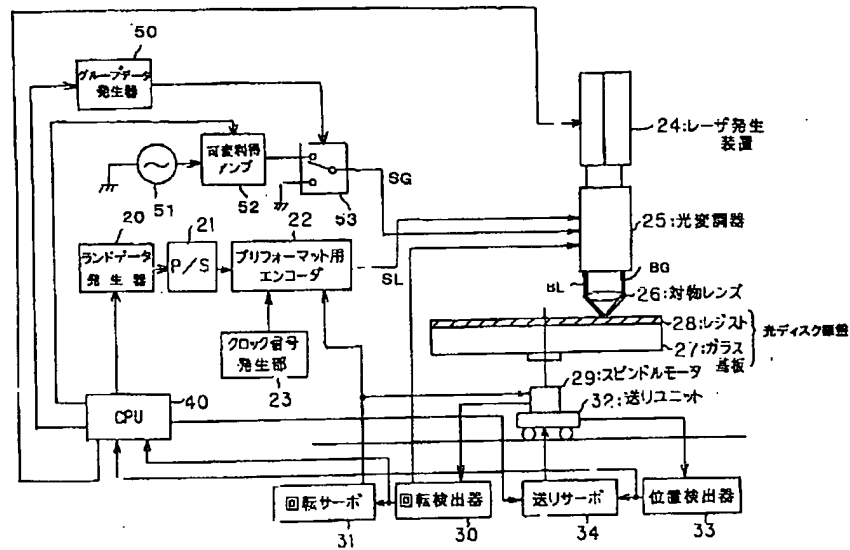 50
グルーブデータ
発生器
51
可変利得
アンプ
52
53
SG
24:レーザ発生
装置
25:光変調器
BL
BG
26:対物レンズ
28:レジスト
27:ガラス
基板
光ディスク原盤
20
ランドデータ
発生器
21
P/S
22
プリフォーマット用
エンコーダ
SL
クロック信号
発生部
23
29:スピンドルモータ
32:送りユニット
CPU
40
回転サーボ
31
回転検出器
30
送りサーボ
34
位置検出器
33